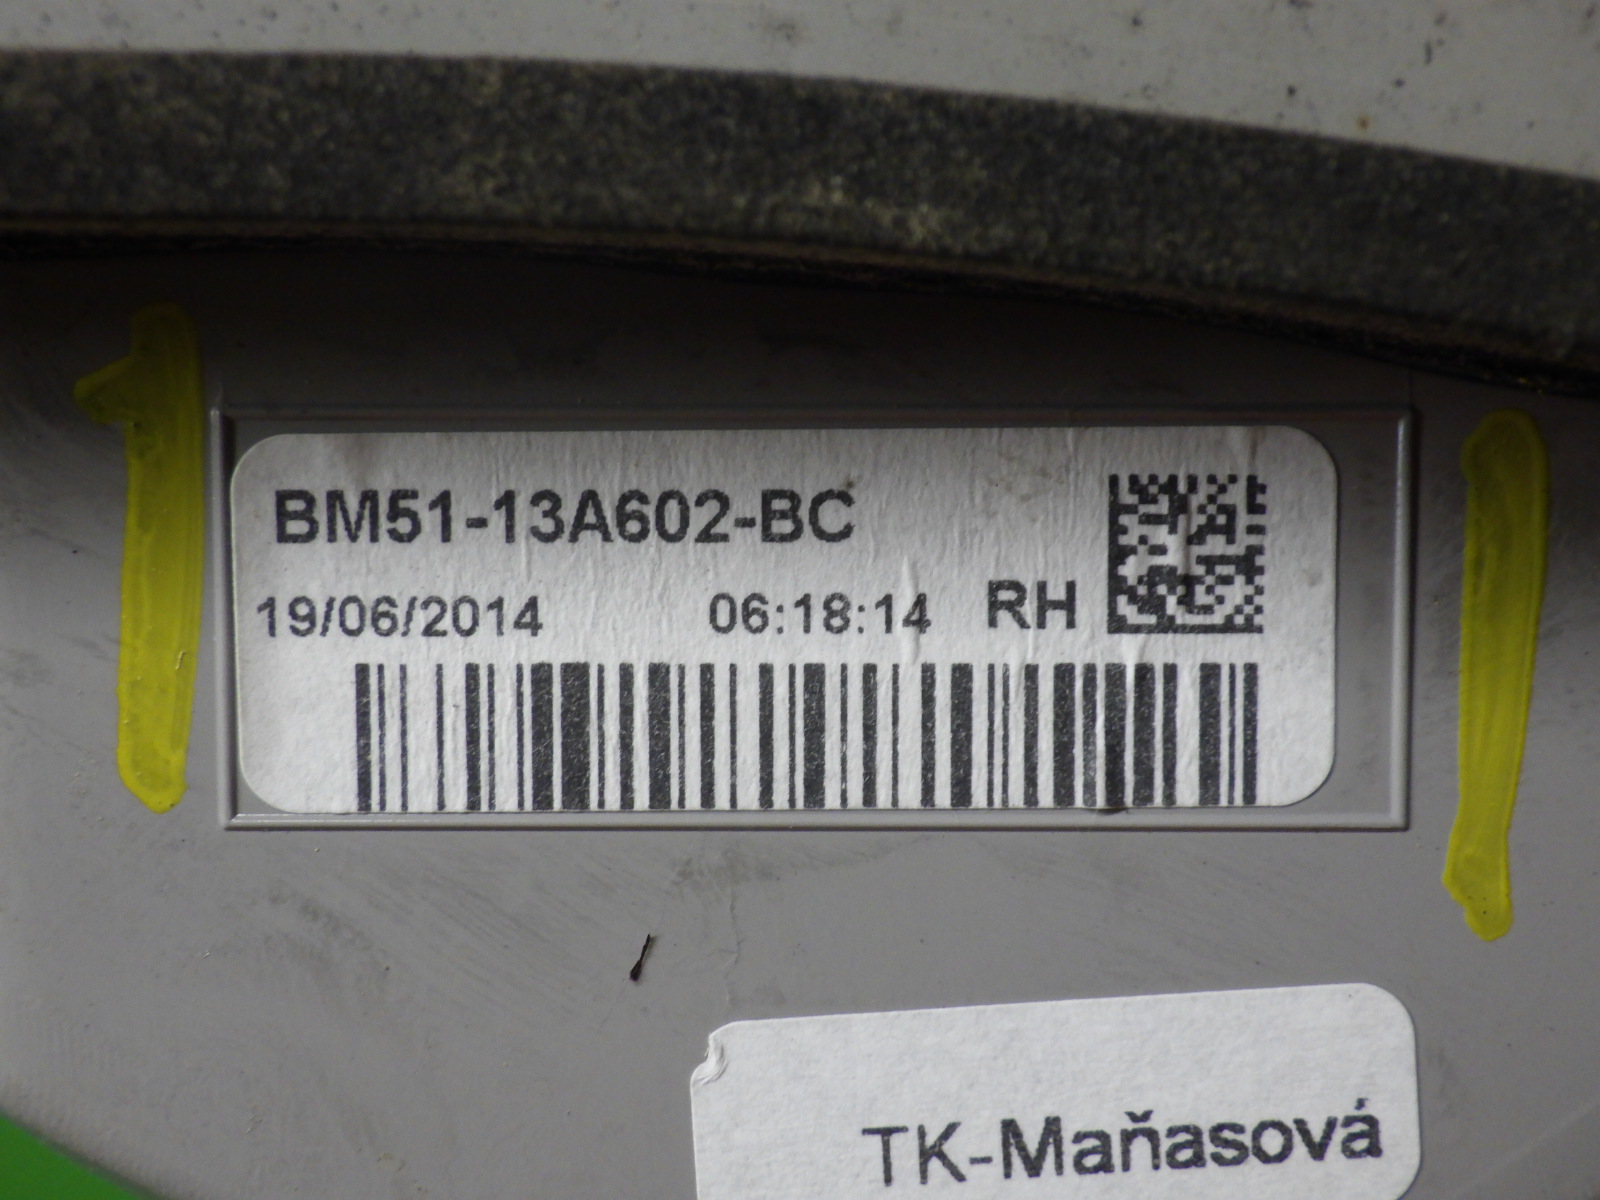 BM51-13A602-BC
19/06/2014 06:18:14 RH
TK-Maňasová